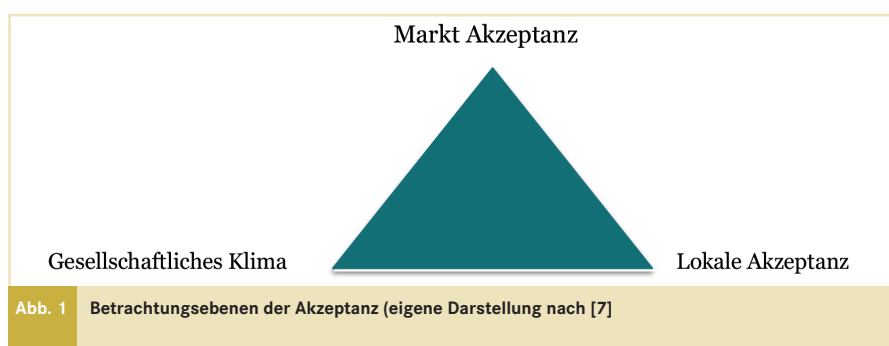 Markt Akzeptanz
Gesellschaftliches Klima
Lokale Akzeptanz
Abb. 1 Betrachtungsebenen der Akzeptanz (eigene Darstellung nach [7]